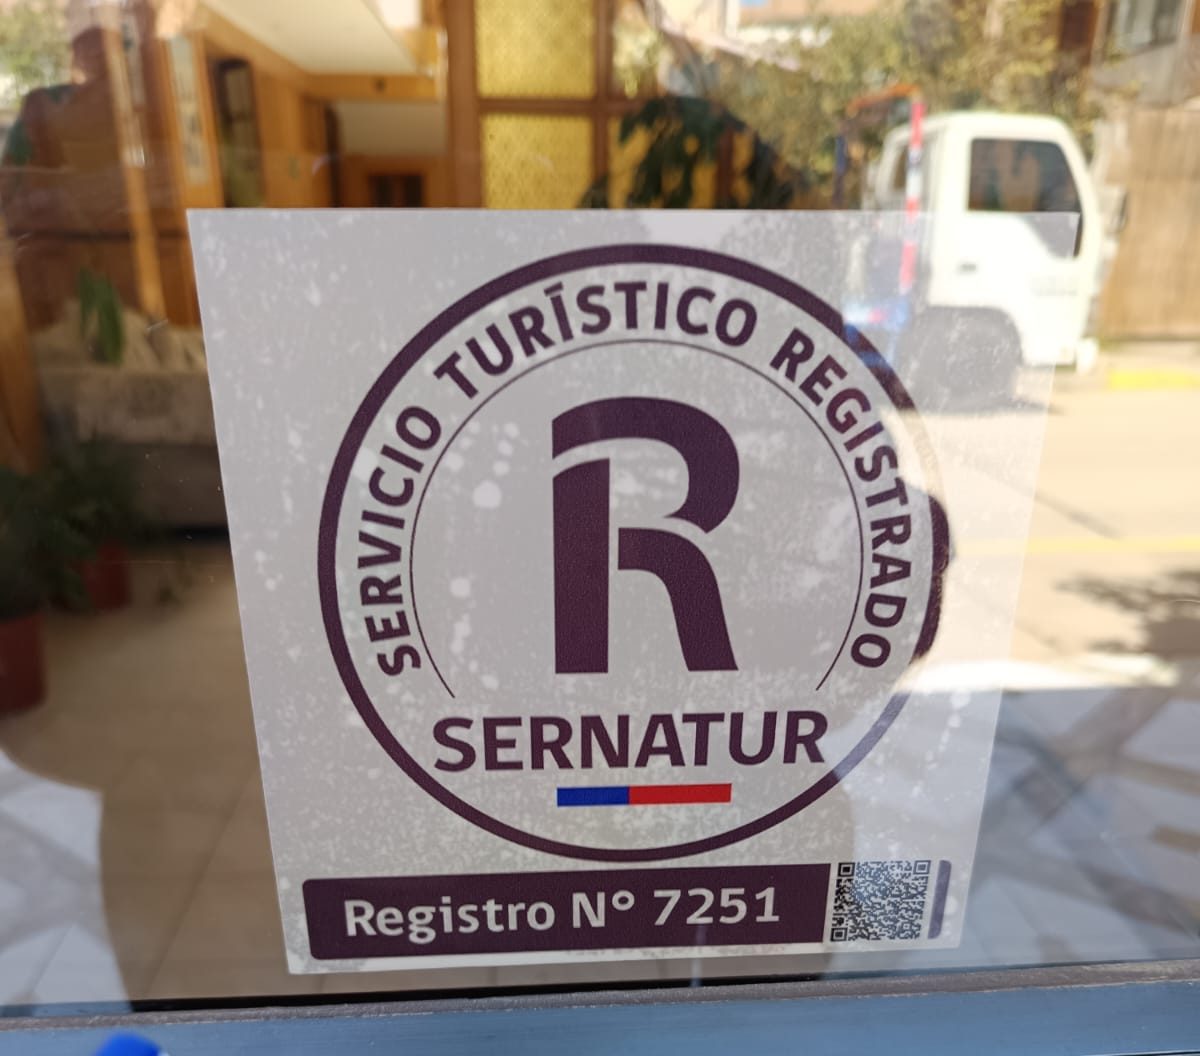 SERVICIO TURÍSTICO REGISTRADO
R
SERNATUR
Registro N° 7251